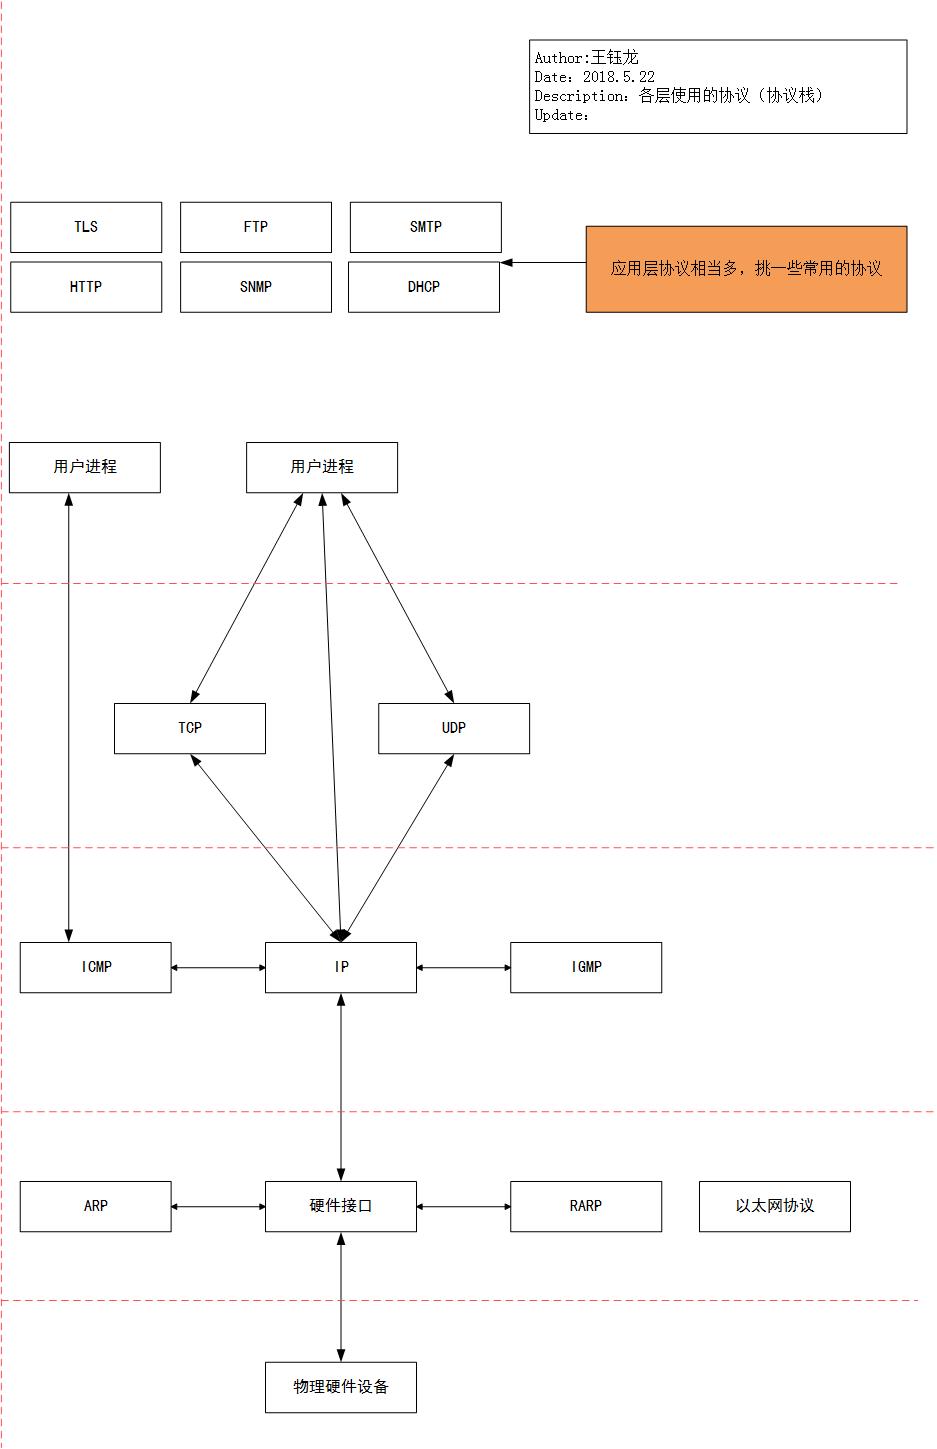 Author:王钰龙
Date：2018.5.22
Description：各层使用的协议（协议栈）
Update：
TLS
FTP
SMTP
HTTP
SNMP
DHCP
应用层协议相当多，挑一些常用的协议
用户进程
用户进程
TCP
UDP
ICMP
IP
IGMP
ARP
硬件接口
RARP
以太网协议
物理硬件设备